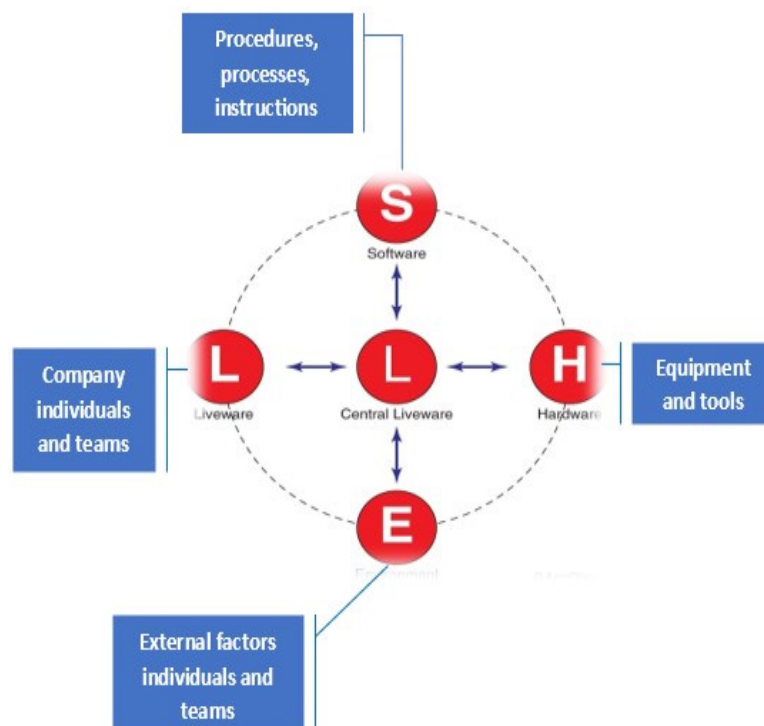 Procedures,
processes,
instructions
S
Software
L
Liveware
L
Central Liveware
H
Hardware
Company
individuals
and teams
Equipment
and tools
E
Environment
External factors
individuals and
teams